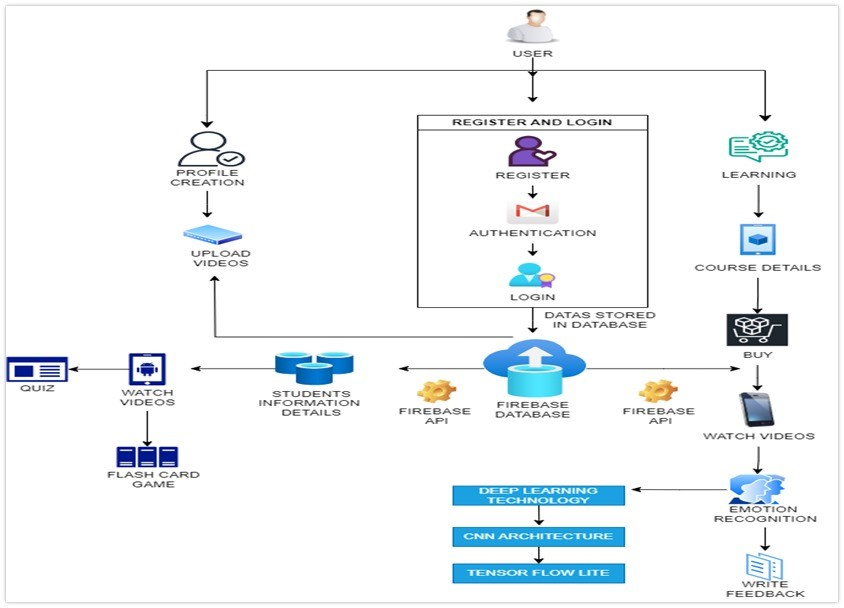 USER
REGISTER AND LOGIN
REGISTER
AUTHENTICATION
LOGIN
DATAS STORED
IN DATABASE
PROFILE
CREATION
UPLOAD
VIDEOS
LEARNING
COURSE DETAILS
BUY
WATCH VIDEOS
EMOTION
RECOGNITION
WRITE
FEEDBACK
QUIZ
WATCH
VIDEOS
FLASH CARD
GAME
STUDENTS
INFORMATION
DETAILS
FIREBASE
API
FIREBASE
DATABASE
FIREBASE
API
DEEP LEARNING
TECHNOLOGY
CNN ARCHITECTURE
TENSOR FLOW LITE